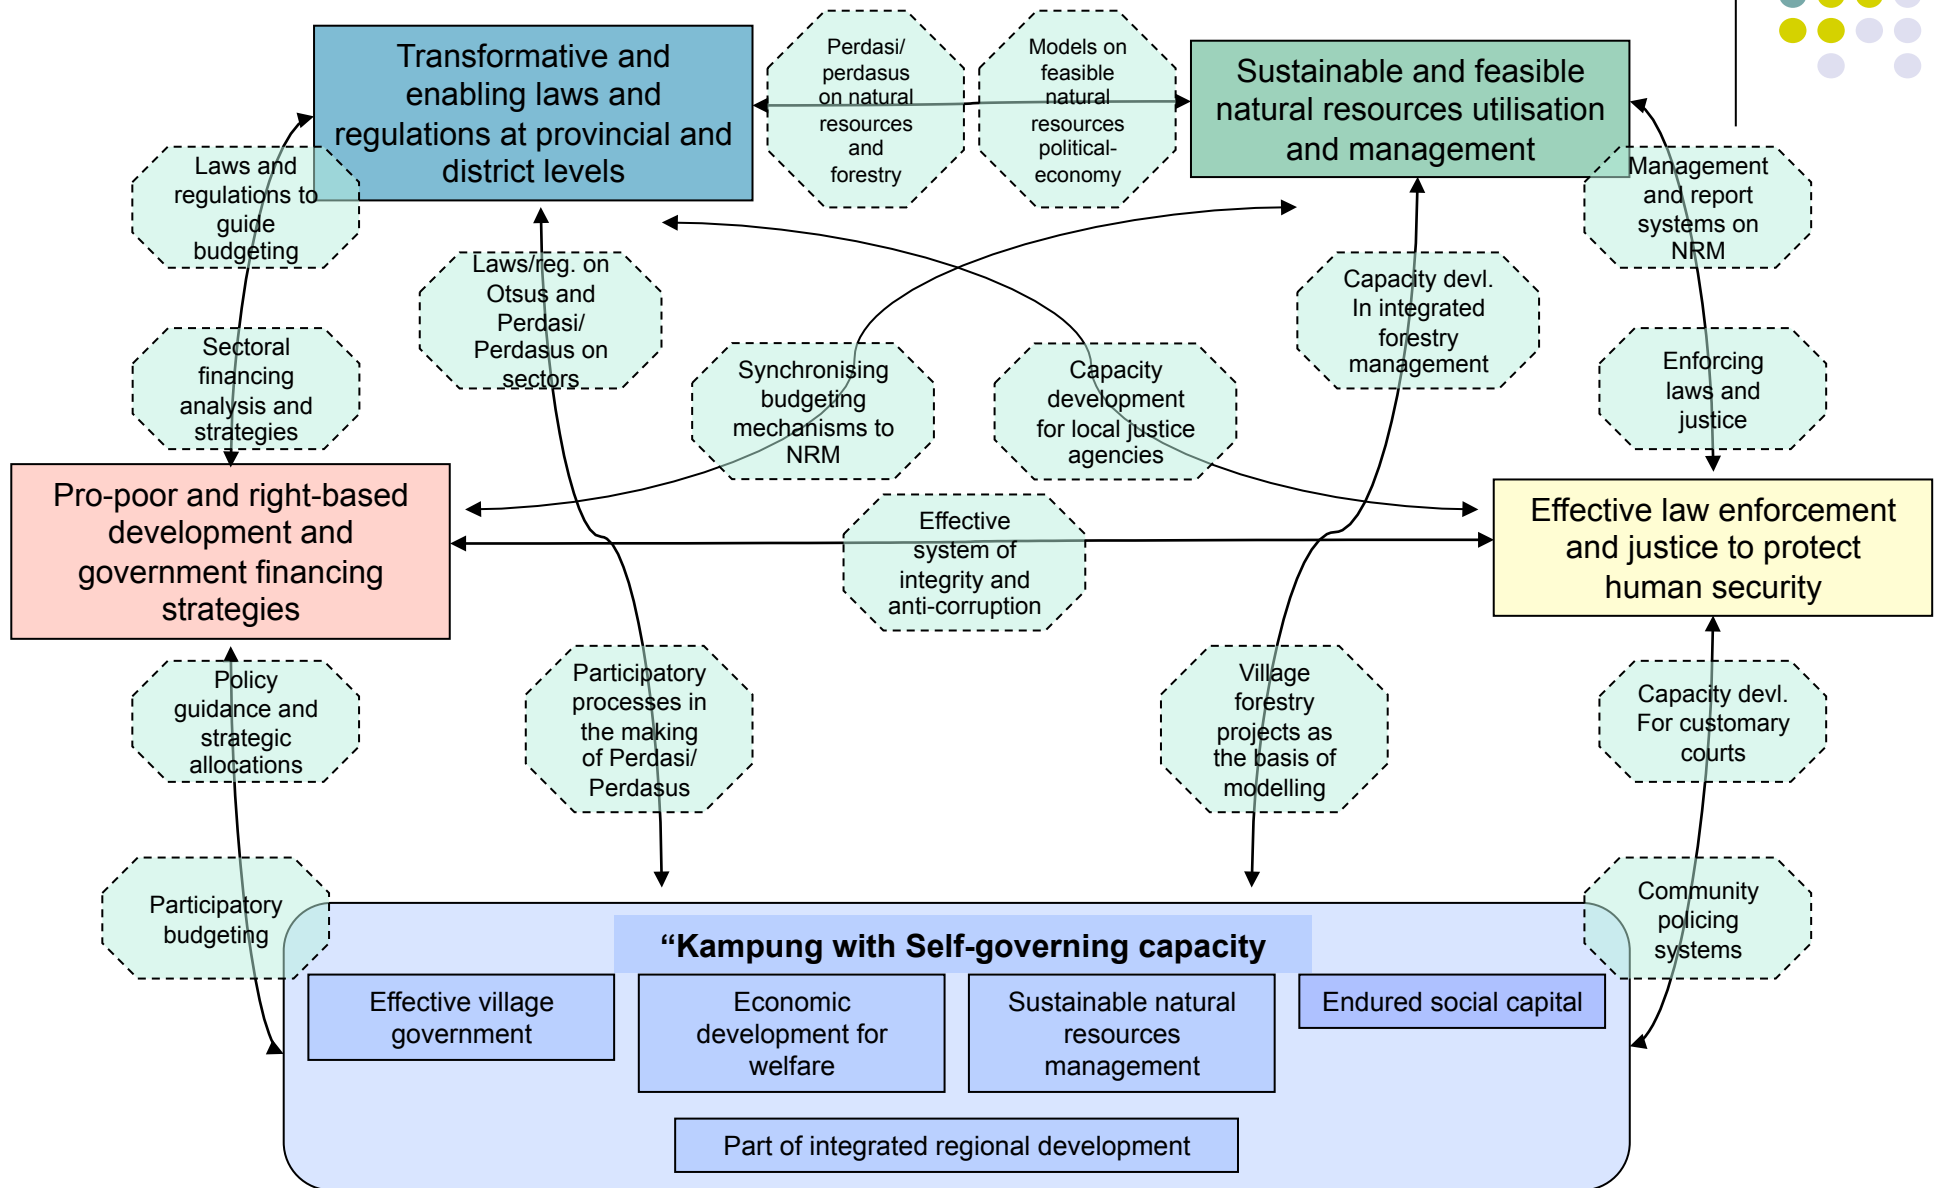 Transformative and
enabling laws and
regulations at provincial and
district levels
Perdasi/
perdasus
on natural
resources
and
forestry
Models on
feasible
natural
resources
political-
economy
Sustainable and feasible
natural resources utilisation
and management
Laws and
regulations to
guide
budgeting
Laws/reg. on
Otsus and
Perdasi/
Perdasus on
sectors
Capacity devl.
In integrated
forestry
management
Management
and report
systems on
NRM
Sectoral
financing
analysis and
strategies
Synchronising
budgeting
mechanisms to
NRM
Capacity
development
for local justice
agencies
Enforcing
laws and
justice
Pro-poor and right-based
development and
government financing
strategies
Effective
system of
integrity and
anti-corruption
Effective law enforcement
and justice to protect
human security
Policy
guidance and
strategic
allocations
Participatory
processes in
the making
of Perdasi/
Perdasus
Village
forestry
projects as
the basis of
modelling
Capacity devl.
For customary
courts
Participatory
budgeting
Community
policing
systems
“Kampung with Self-governing capacity
Effective village
government
Economic
development for
welfare
Sustainable natural
resources
management
Endured social capital
Part of integrated regional development